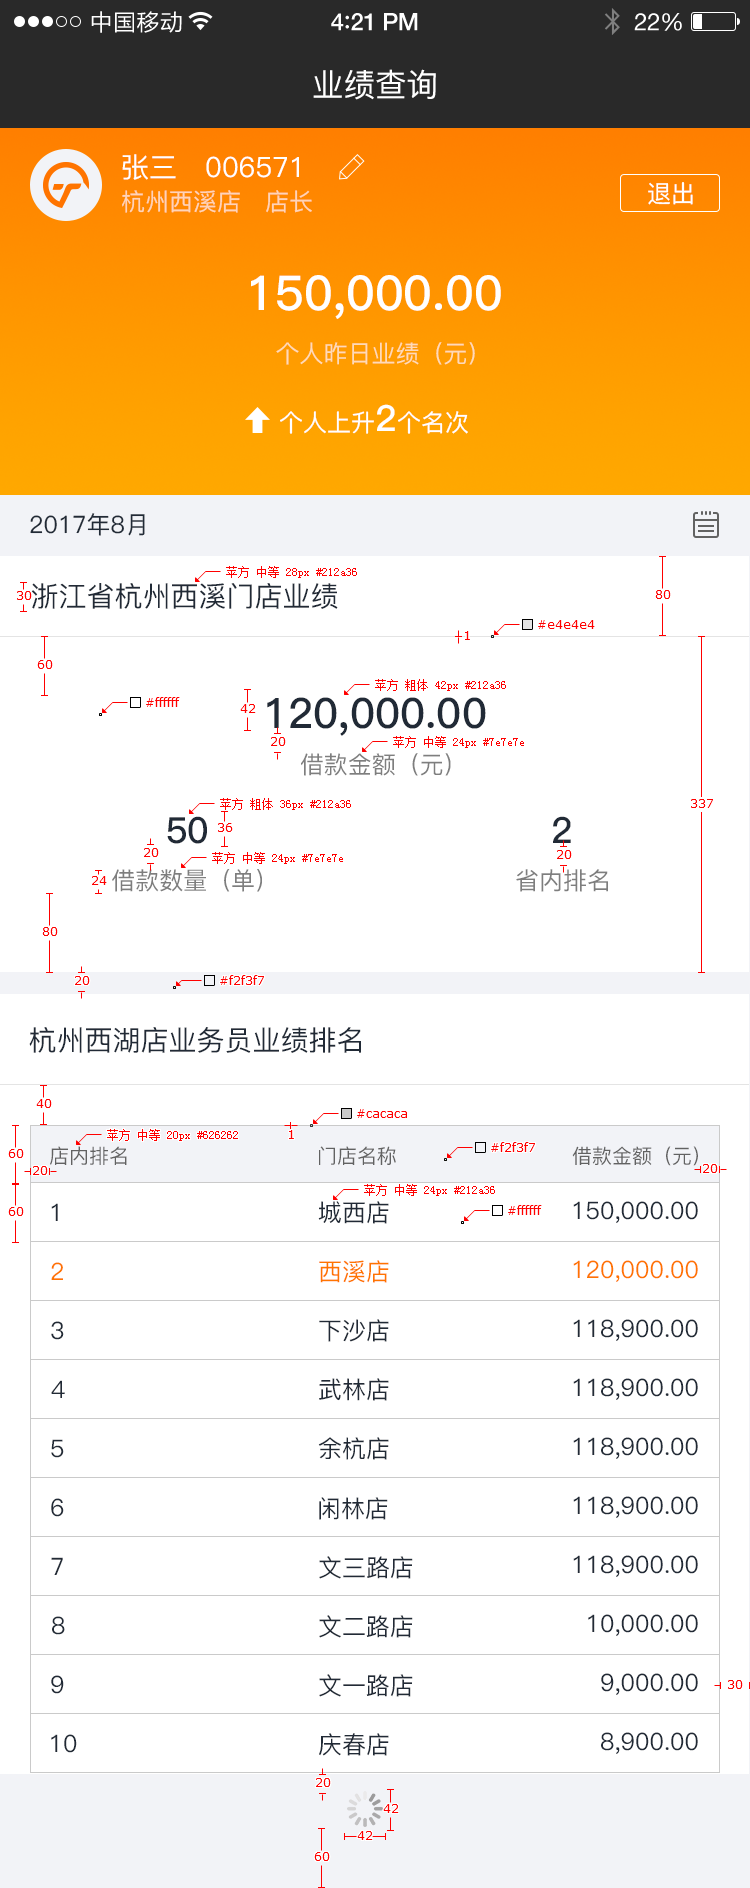 中国移动 4:21 PM 22%
业绩查询
张三 006571
杭州西溪店 店长
退出
150,000.00
个人昨日业绩（元）
个人上升2个名次
2017年8月
苹方 中等 28px #212a36
30
浙江省杭州西溪门店业绩
80
#e4e4e4
1
60
苹方 粗体 42px #212a36
#ffffff
42
120,000.00
20
苹方 中等 24px #7e7e7e
借款金额（元）
苹方 粗体 36px #212a36
337
50
36
2
20
苹方 中等 24px #7e7e7e
20
24
借款数量（单）
省内排名
80
20
#f2f3f7
杭州西湖店业务员业绩排名
40
#cacaca
苹方 中等 20px #626262
1
60
店内排名 门店名称 借款金额（元）
#f2f3f7
20
20
苹方 中等 24px #212a36
60
1 城西店 150,000.00
#ffffff
2 西溪店 120,000.00
3 下沙店 118,900.00
4 武林店 118,900.00
5 余杭店 118,900.00
6 闲林店 118,900.00
7 文三路店 118,900.00
8 文二路店 10,000.00
9 文一路店 9,000.00
30
10 庆春店 8,900.00
20
42
42
60